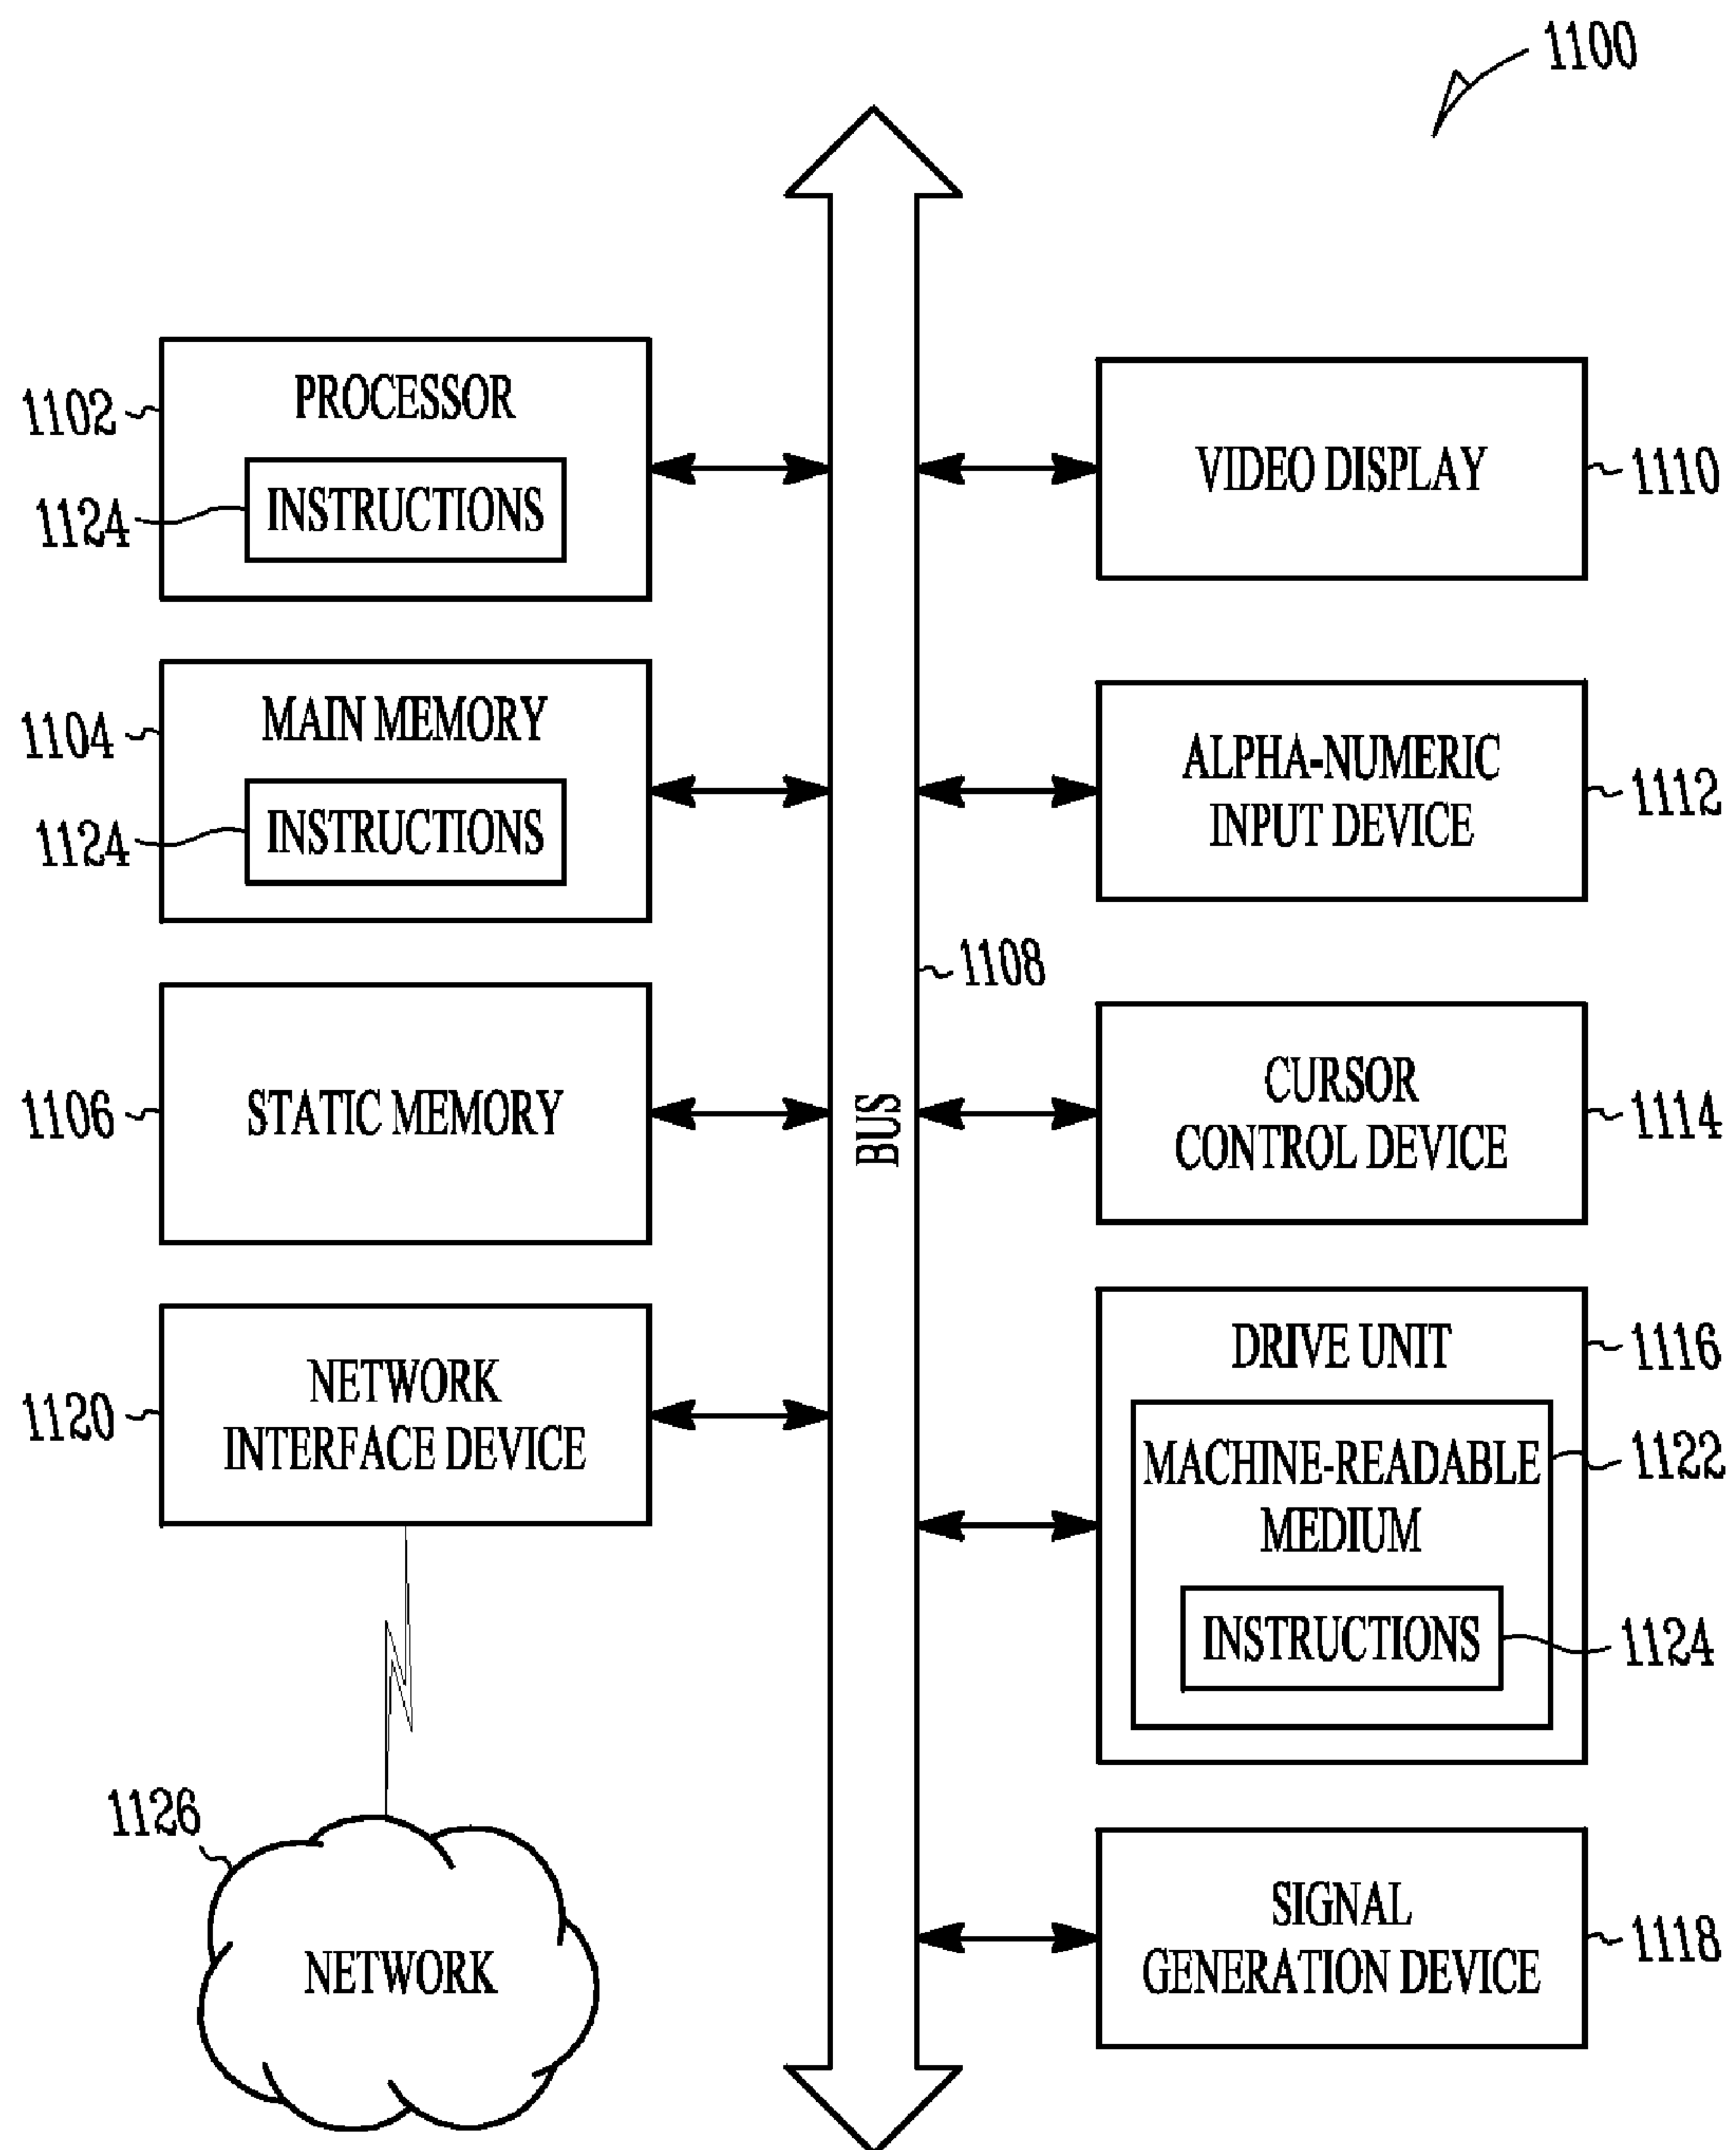 1100
1102
PROCESSOR
1124
INSTRUCTIONS
1104
MAIN MEMORY
1124
INSTRUCTIONS
1106
STATIC MEMORY
1120
NETWORK
INTERFACE DEVICE
1126
NETWORK
BUS
1108
VIDEO DISPLAY
1110
ALPHA-NUMERIC
INPUT DEVICE
1112
CURSOR
CONTROL DEVICE
1114
DRIVE UNIT
1116
MACHINE-READABLE
MEDIUM
1122
INSTRUCTIONS
1124
SIGNAL
GENERATION DEVICE
1118